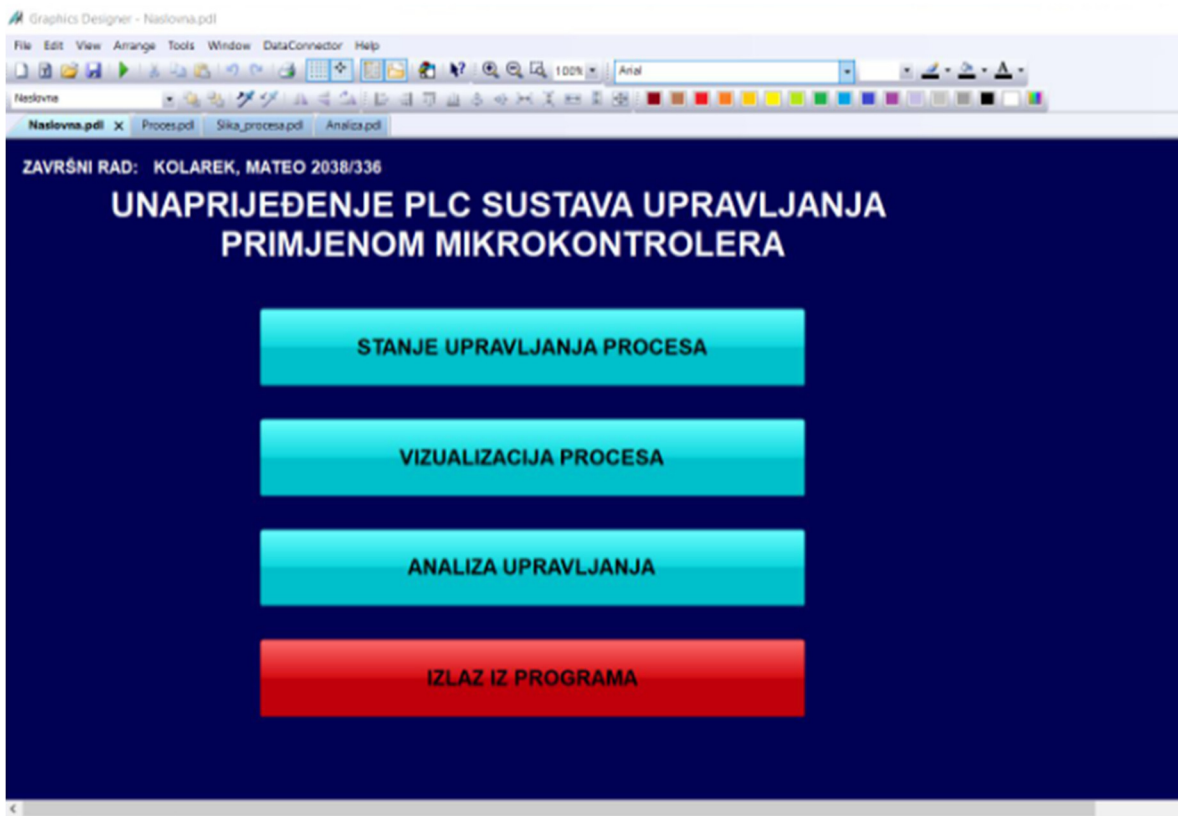 Graphics Designer - Naslovna.pdl
File Edit View Arrange Tools Window DataConnector Help
100% Arial
Naslovna
Naslovna.pdl X Proces.pdl Slika_procesa.pdl Analiza.pdl
ZAVRŠNI RAD: KOLAREK, MATEO 2038/336
UNAPRIJEĐENJE PLC SUSTAVA UPRAVLJANJA
PRIMJENOM MIKROKONTROLERA
STANJE UPRAVLJANJA PROCESA
VIZUALIZACIJA PROCESA
ANALIZA UPRAVLJANJA
IZLAZ IZ PROGRAMA